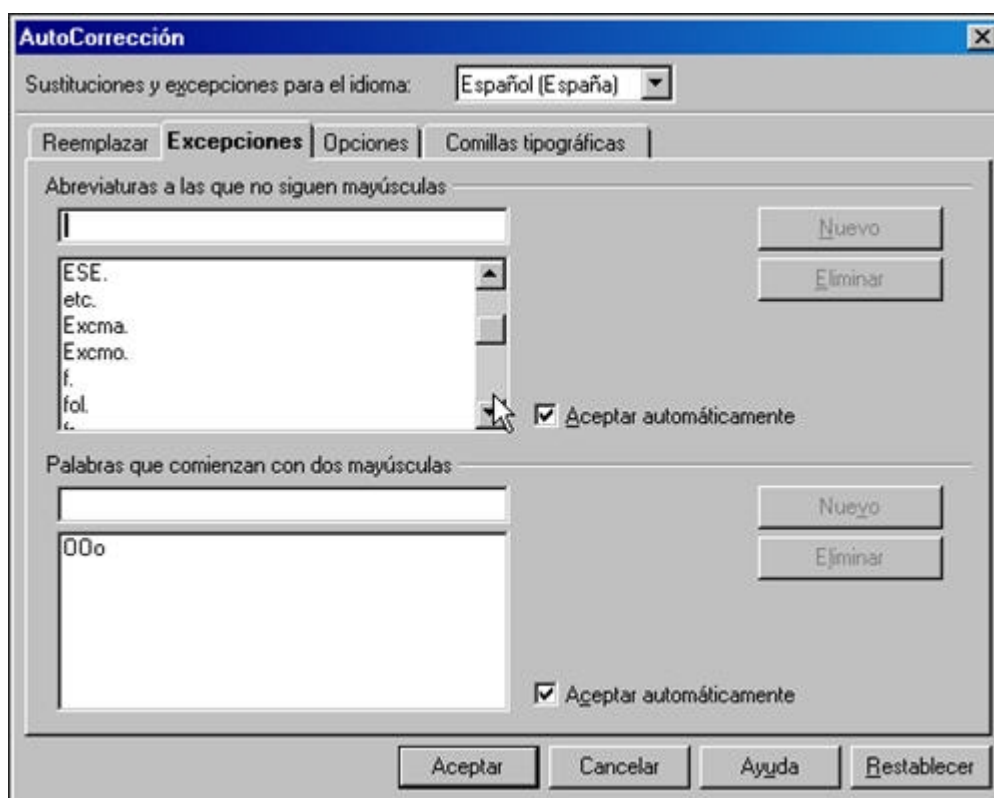 AutoCorrección
Sustituciones y excepciones para el idioma: Español (España)
Reemplazar Excepciones Opciones Comillas tipográficas
Abreviaturas a las que no siguen mayúsculas
Nuevo
Eliminar
ESE.
etc.
Excma.
Excmo.
f.
fol.
Aceptar automáticamente
Palabras que comienzan con dos mayúsculas
Nuevo
Eliminar
OOo
Aceptar automáticamente
Aceptar Cancelar Ayuda Restablecer